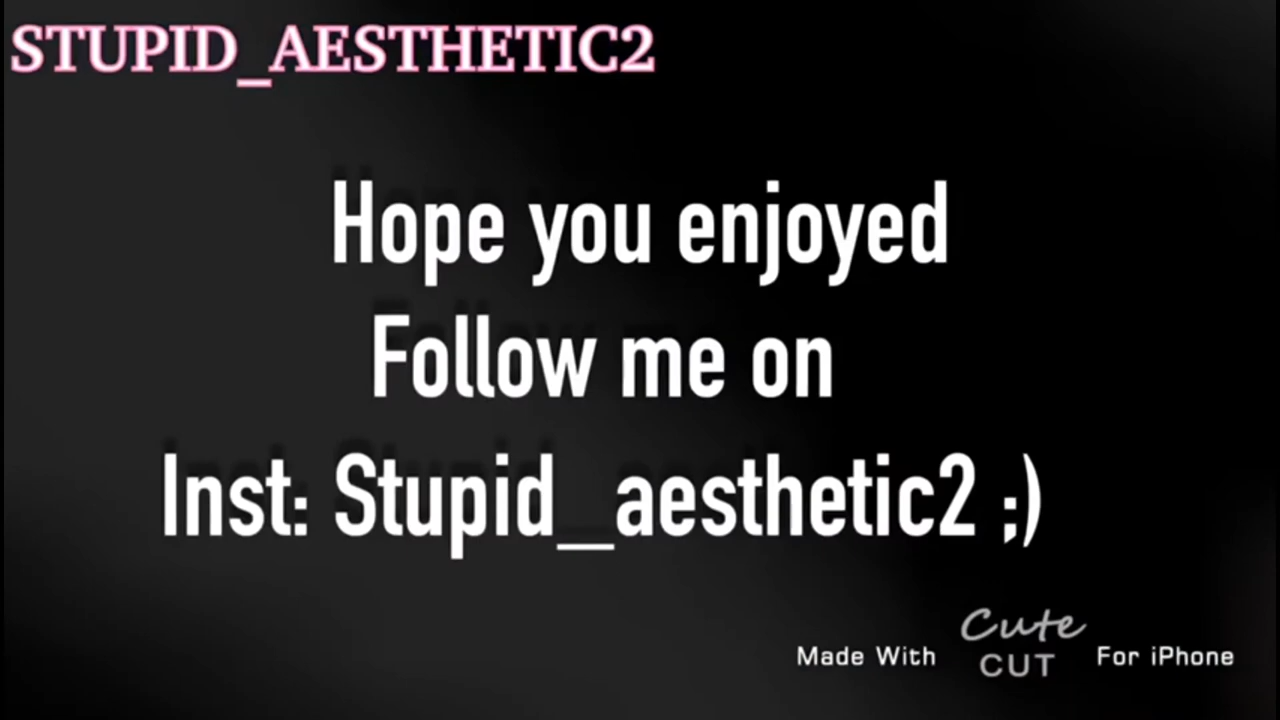 STUPID_AESTHETIC2
Hope you enjoyed
Follow me on
Inst: Stupid_aesthetic2 ;)
Made With Cute CUT For iPhone